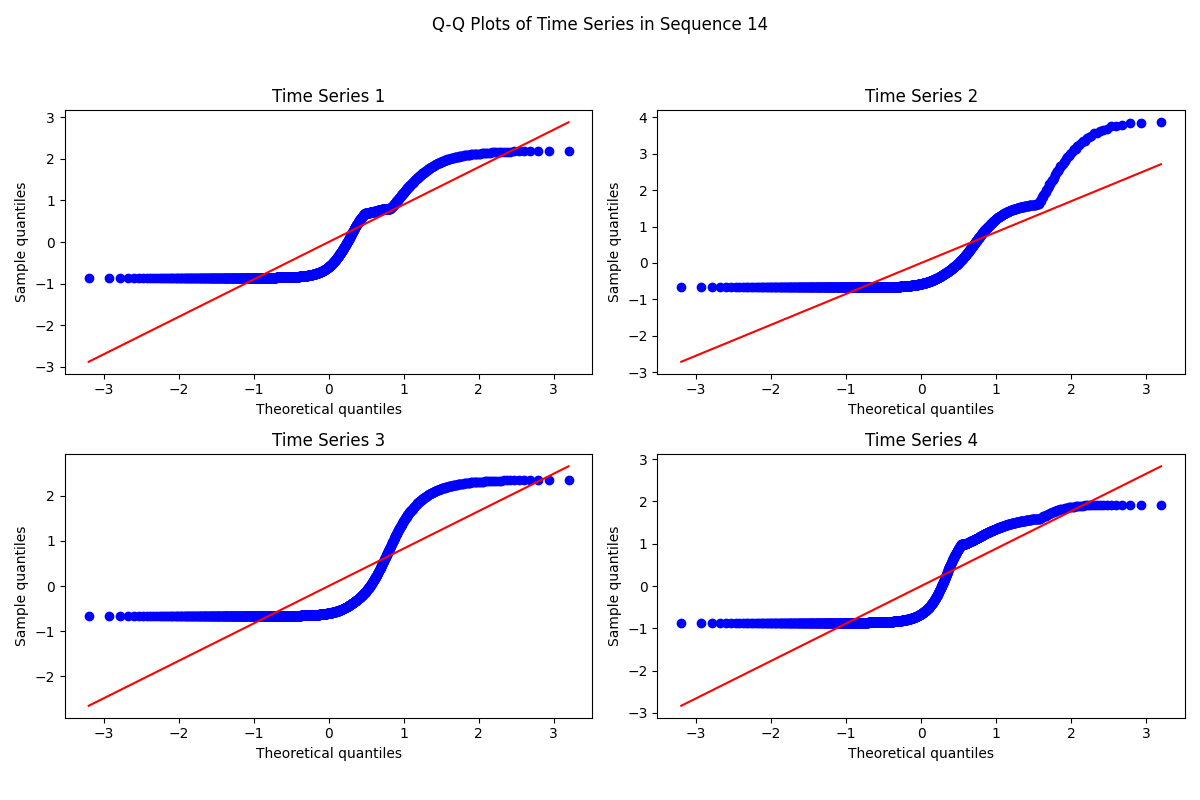 Q-Q Plots of Time Series in Sequence 14
Time Series 1
3
2
1
0
−1
−2
−3
Sample quantiles
−3 −2 −1 0 1 2 3
Theoretical quantiles
Time Series 2
4
3
2
1
0
−1
−2
−3
Sample quantiles
−3 −2 −1 0 1 2 3
Theoretical quantiles
Time Series 3
2
1
0
−1
−2
Sample quantiles
−3 −2 −1 0 1 2 3
Theoretical quantiles
Time Series 4
3
2
1
0
−1
−2
−3
Sample quantiles
−3 −2 −1 0 1 2 3
Theoretical quantiles